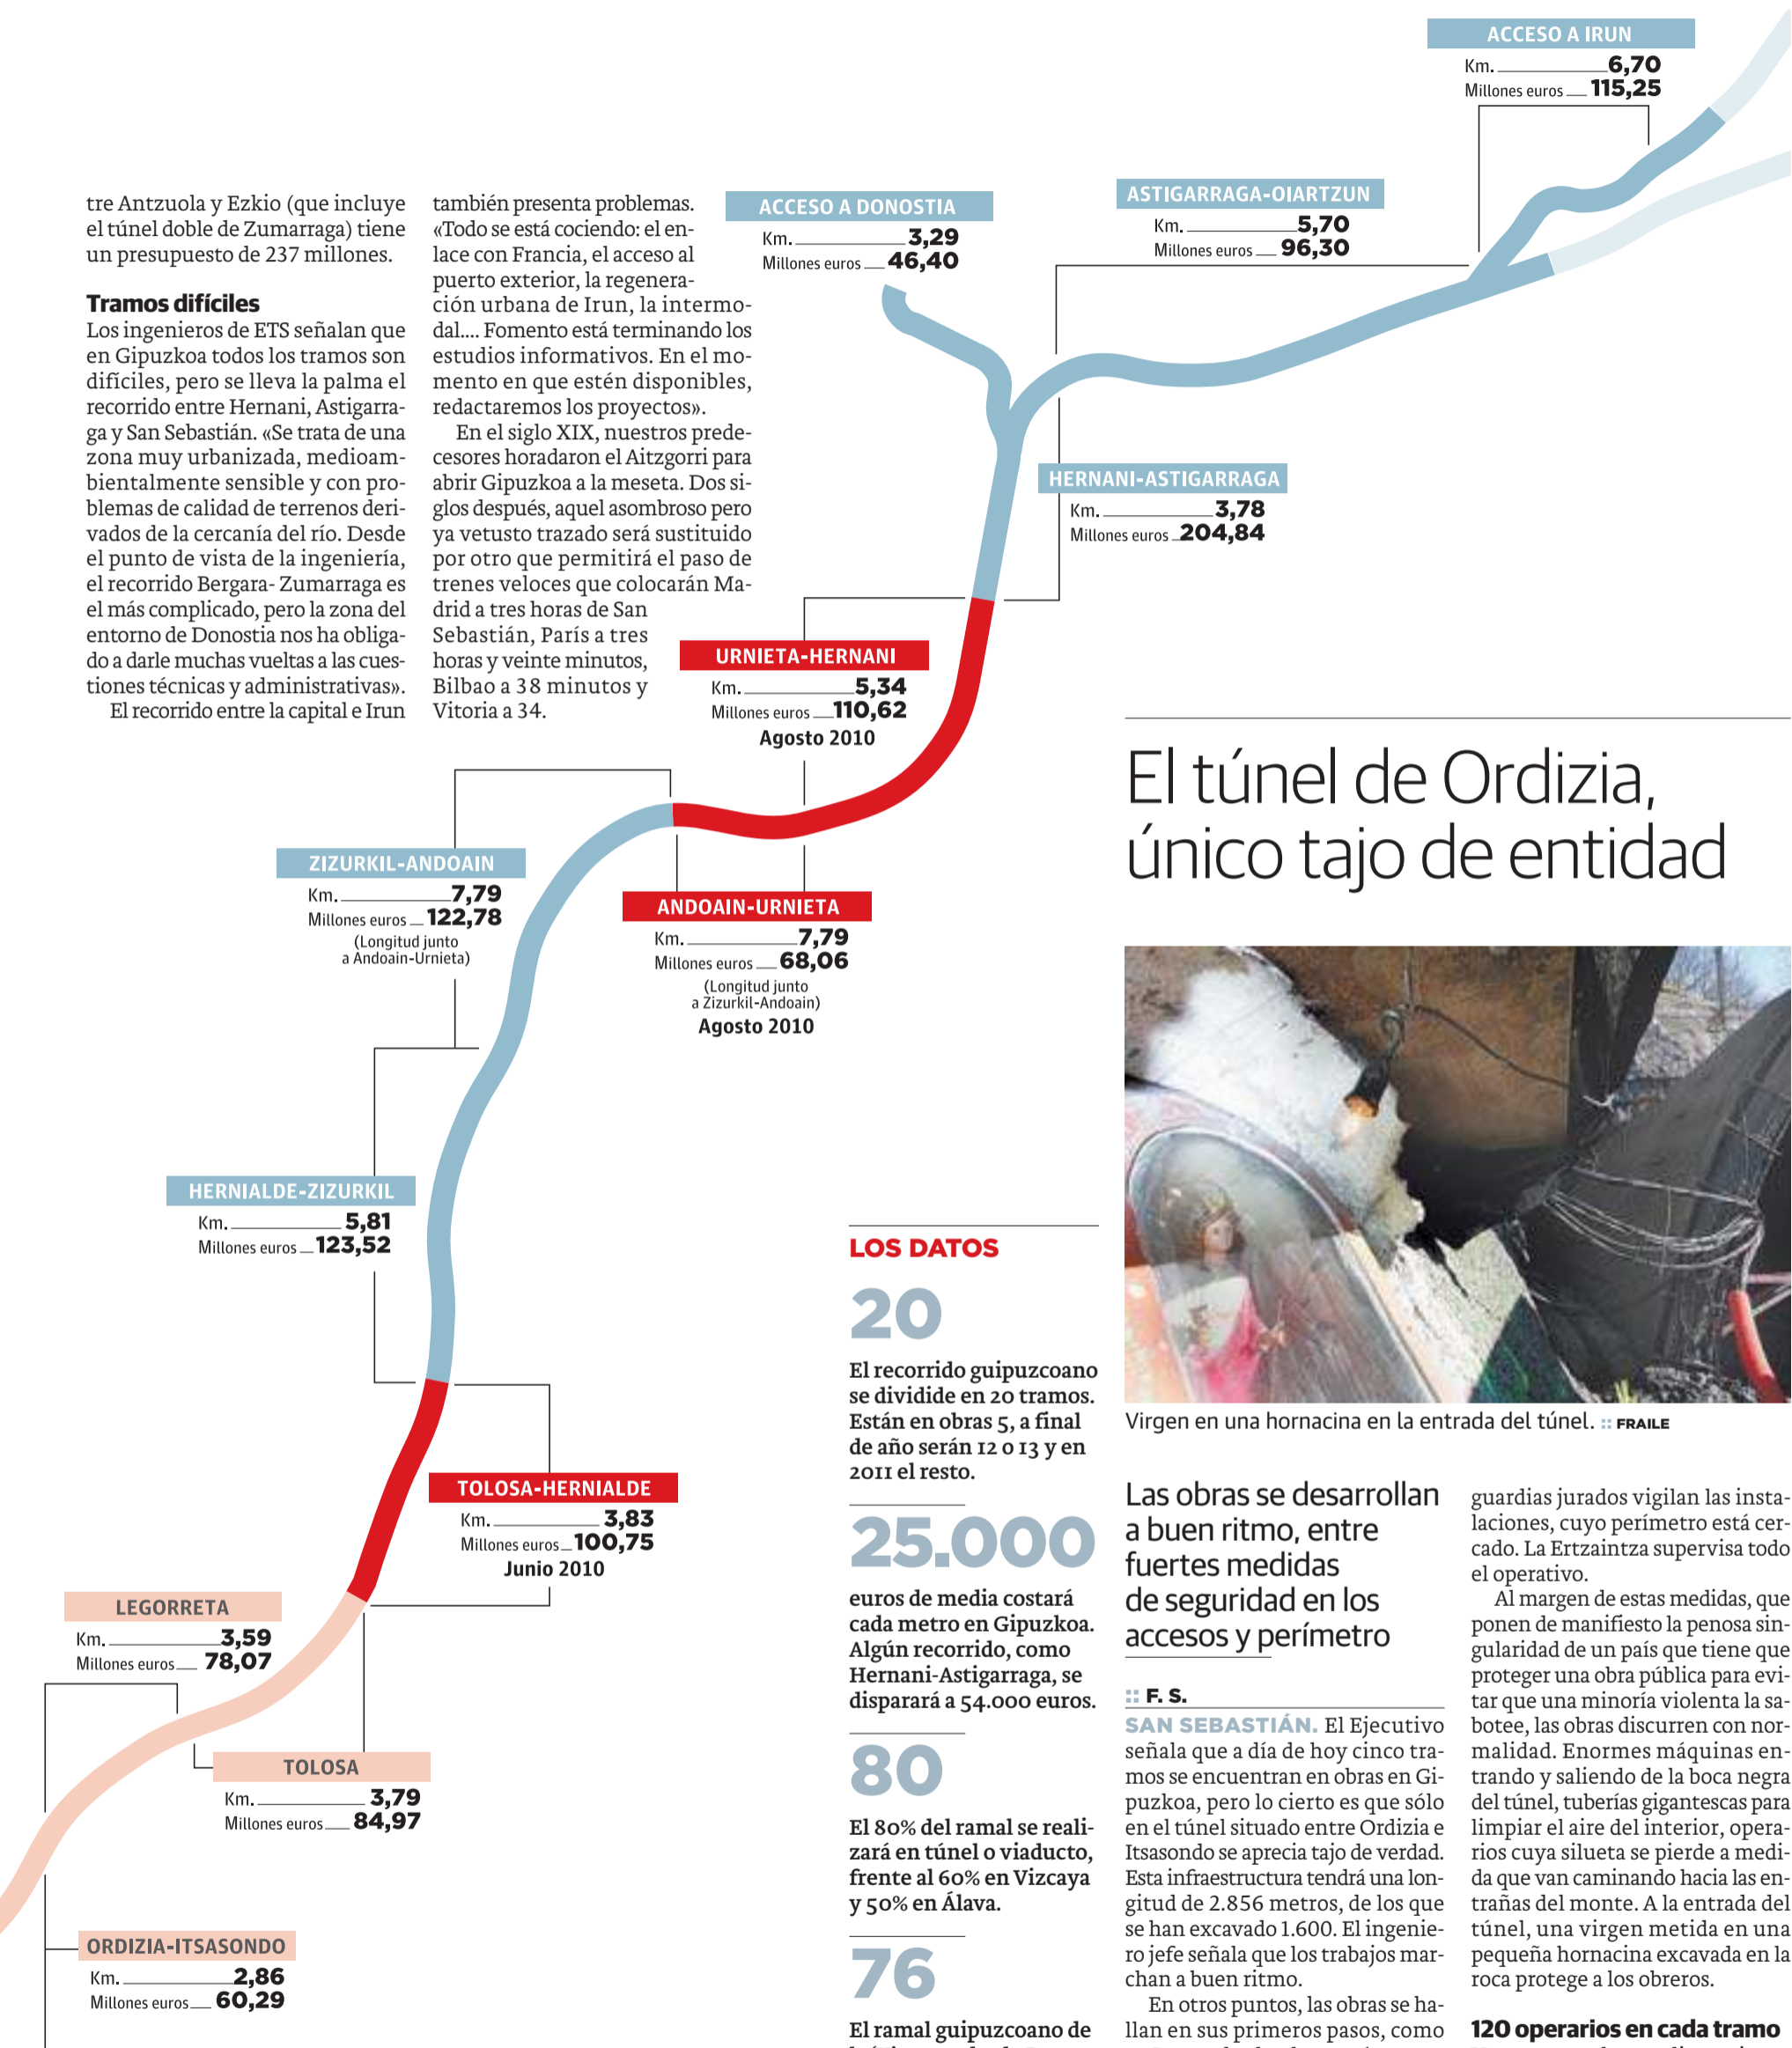 ACCESO A IRUN
Km. 6,70
Millones euros 115,25
ASTIGARRAGA-OIARTZUN
Km. 5,70
Millones euros 96,30
ACCESO A DONOSTIA
Km. 3,29
Millones euros 46,40
tre Antzuola y Ezkio (que incluye
el túnel doble de Zumarraga) tiene
un presupuesto de 237 millones.
Tramos difíciles
Los ingenieros de ETS señalan que
en Gipuzkoa todos los tramos son
difíciles, pero se lleva la palma el
recorrido entre Hernani, Astigarra-
ga y San Sebastián. «Se trata de una
zona muy urbanizada, medioam-
bientalmente sensible y con pro-
blemas de calidad de terrenos deri-
vados de la cercanía del río. Desde
el punto de vista de la ingeniería,
el recorrido Bergara- Zumarraga es
el más complicado, pero la zona del
entorno de Donostia nos ha obliga-
do a darle muchas vueltas a las cues-
tiones técnicas y administrativas».
El recorrido entre la capital e Irun
también presenta problemas.
«Todo se está cociendo: el en-
lace con Francia, el acceso al
puerto exterior, la regenera-
ción urbana de Irun, la intermo-
dal.... Fomento está terminando los
estudios informativos. En el mo-
mento en que estén disponibles,
redactaremos los proyectos».
En el siglo XIX, nuestros prede-
cesores horadaron el Aitzgorri para
abrir Gipuzkoa a la meseta. Dos si-
glos después, aquel asombroso pero
ya vetusto trazado será sustituido
por otro que permitirá el paso de
trenes veloces que colocarán Ma-
drid a tres horas de San
Sebastián, París a tres
horas y veinte minutos,
Bilbao a 38 minutos y
Vitoria a 34.
HERNANI-ASTIGARRAGA
Km. 3,78
Millones euros 204,84
URNIETA-HERNANI
Km. 5,34
Millones euros 110,62
Agosto 2010
ZIZURKIL-ANDOAIN
Km. 7,79
Millones euros 122,78
(Longitud junto
a Andoain-Urnieta)
ANDOAIN-URNIETA
Km. 7,79
Millones euros 68,06
(Longitud junto
a Zizurkil-Andoain)
Agosto 2010
HERNIALDE-ZIZURKIL
Km. 5,81
Millones euros 123,52
TOLOSA-HERNIALDE
Km. 3,83
Millones euros 100,75
Junio 2010
LEGORRETA
Km. 3,59
Millones euros 78,07
TOLOSA
Km. 3,79
Millones euros 84,97
ORDIZIA-ITSASONDO
Km. 2,86
Millones euros 60,29
LOS DATOS
20
El recorrido guipuzcoano
se dividide en 20 tramos.
Están en obras 5, a final
de año serán 12 o 13 y en
2011 el resto.
25.000
euros de media costará
cada metro en Gipuzkoa.
Algún recorrido, como
Hernani-Astigarraga, se
disparará a 54.000 euros.
80
El 80% del ramal se reali-
zará en túnel o viaducto,
frente al 60% en Vizcaya
y 50% en Álava.
76
El ramal guipuzcoano de
El túnel de Ordizia,
único tajo de entidad
Virgen en una hornacina en la entrada del túnel. :: FRAILE
Las obras se desarrollan
a buen ritmo, entre
fuertes medidas
de seguridad en los
accesos y perímetro
:: F. S.
SAN SEBASTIÁN. El Ejecutivo
señala que a día de hoy cinco tra-
mos se encuentran en obras en Gi-
puzkoa, pero lo cierto es que sólo
en el túnel situado entre Ordizia e
Itsasondo se aprecia tajo de verdad.
Esta infraestructura tendrá una lon-
gitud de 2.856 metros, de los que
se han excavado 1.600. El ingenie-
ro jefe señala que los trabajos mar-
chan a buen ritmo.
En otros puntos, las obras se ha-
llan en sus primeros pasos, como
guardias jurados vigilan las insta-
laciones, cuyo perímetro está cer-
cado. La Ertzaintza supervisa todo
el operativo.
Al margen de estas medidas, que
ponen de manifiesto la penosa sin-
gularidad de un país que tiene que
proteger una obra pública para evi-
tar que una minoría violenta la sa-
botee, las obras discurren con nor-
malidad. Enormes máquinas en-
trando y saliendo de la boca negra
del túnel, tuberías gigantescas para
limpiar el aire del interior, opera-
rios cuya silueta se pierde a medi-
da que van caminando hacia las en-
trañas del monte. A la entrada del
túnel, una virgen metida en una
pequeña hornacina excavada en la
roca protege a los obreros.
120 operarios en cada tramo